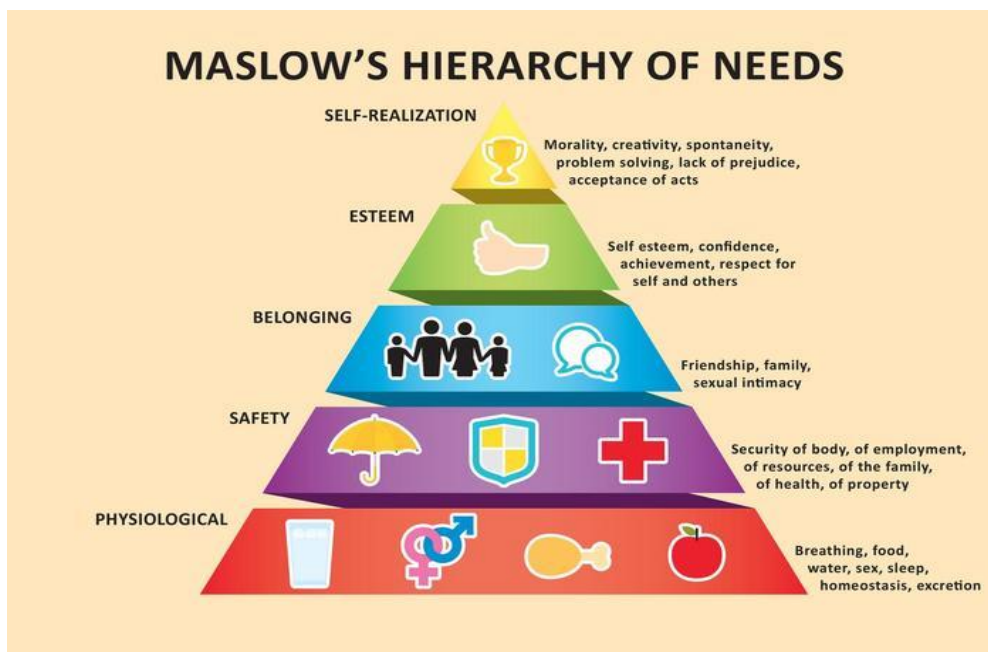 MASLOW'S HIERARCHY OF NEEDS
SELF-REALIZATION
Morality, creativity, spontaneity,
problem solving, lack of prejudice,
acceptance of acts
ESTEEM
Self esteem, confidence,
achievement, respect for
self and others
BELONGING
Friendship, family,
sexual intimacy
SAFETY
Security of body, of employment,
of resources, of the family,
of health, of property
PHYSIOLOGICAL
Breathing, food,
water, sex, sleep,
homeostasis, excretion